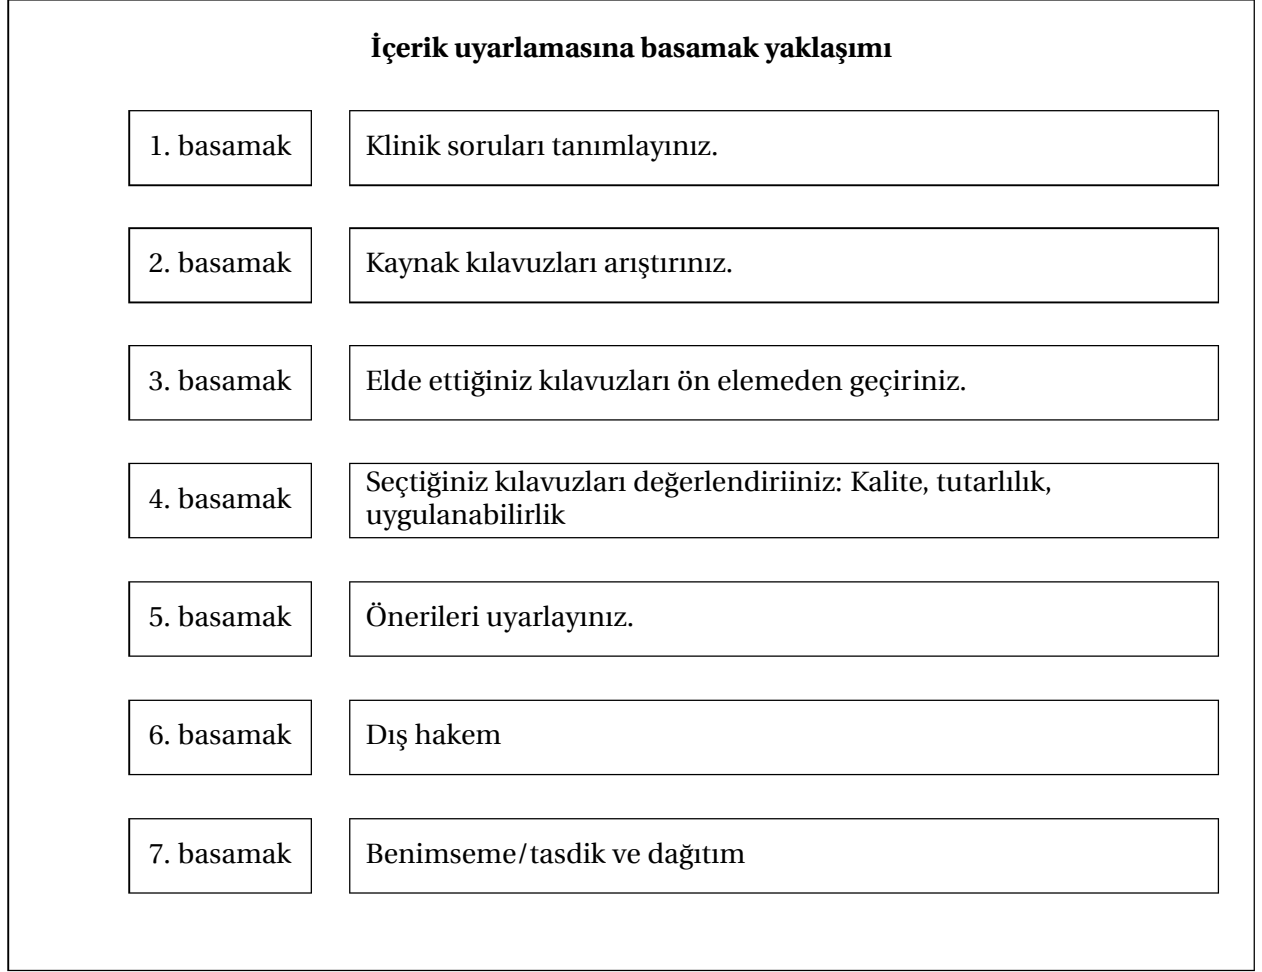 İçerik uyarlamasına basamak yaklaşımı
1. basamak
Klinik soruları tanımlayınız.
2. basamak
Kaynak kılavuzları arıştırınız.
3. basamak
Elde ettiğiniz kılavuzları ön elemeden geçiriniz.
4. basamak
Seçtiğiniz kılavuzları değerlendiriiniz: Kalite, tutarlılık,
uygulanabilirlik
5. basamak
Önerileri uyarlayınız.
6. basamak
Dış hakem
7. basamak
Benimseme/tasdik ve dağıtım